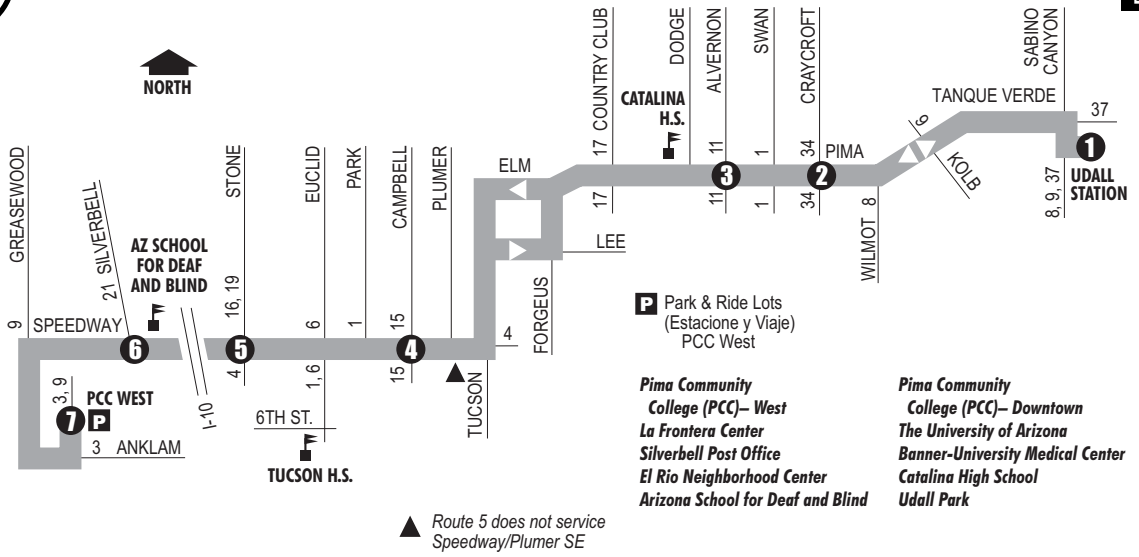 NORTH
GREASEWOOD
9
SPEEDWAY
21 SILVERBELL
AZ SCHOOL
FOR DEAF
AND BLIND
6
I-10
STONE
16, 19
5
4
EUCLID
6
1, 6
PARK
1
CAMPBELL
15
4
15
PLUMER
TUCSON
4
3, 9
PCC WEST
7
P
3 ANKLAM
6TH ST.
TUCSON H.S.
ELM
LEE
FORGEUS
17 COUNTRY CLUB
17
DODGE
CATALINA
H.S.
ALVERNON
11
3
11
SWAN
1
1
CRAYCROFT
34
2
34
PIMA
WILMOT 8
9
KOLB
TANQUE VERDE
SABINO
CANYON
37
1
UDALL
STATION
8, 9, 37
P Park & Ride Lots
(Estacione y Viaje)
PCC West
Pima Community
College (PCC)– West
La Frontera Center
Silverbell Post Office
El Rio Neighborhood Center
Arizona School for Deaf and Blind
Pima Community
College (PCC)– Downtown
The University of Arizona
Banner-University Medical Center
Catalina High School
Udall Park
Route 5 does not service
Speedway/Plumer SE